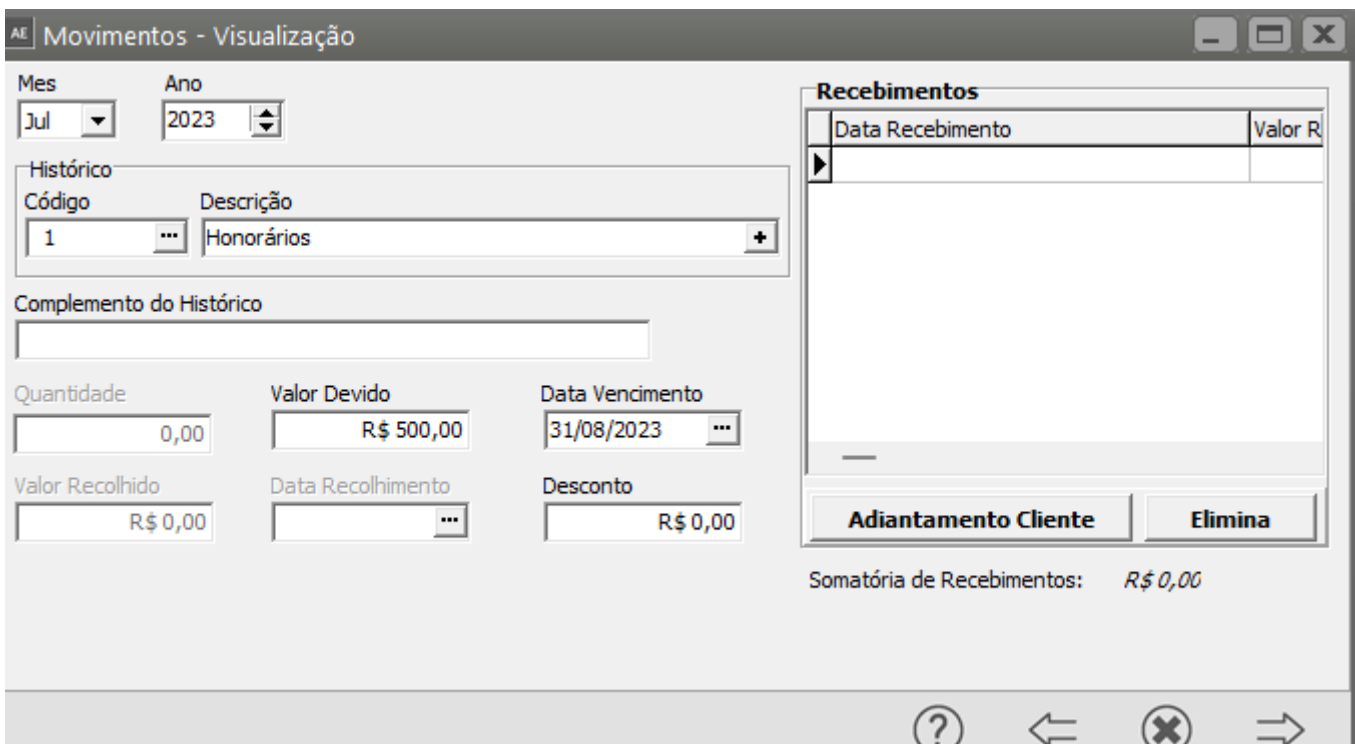 AE Movimentos - Visualização
Mes Ano
Jul 2023
Histórico
Código Descrição
1 ... Honorários +
Complemento do Histórico
Quantidade Valor Devido Data Vencimento
0,00 R$ 500,00 31/08/2023 ...
Valor Recolhido Data Recolhimento Desconto
R$ 0,00 ... R$ 0,00
Recebimentos
Data Recebimento Valor R
Adiantamento Cliente Elimina
Somatória de Recebimentos: R$ 0,00
?